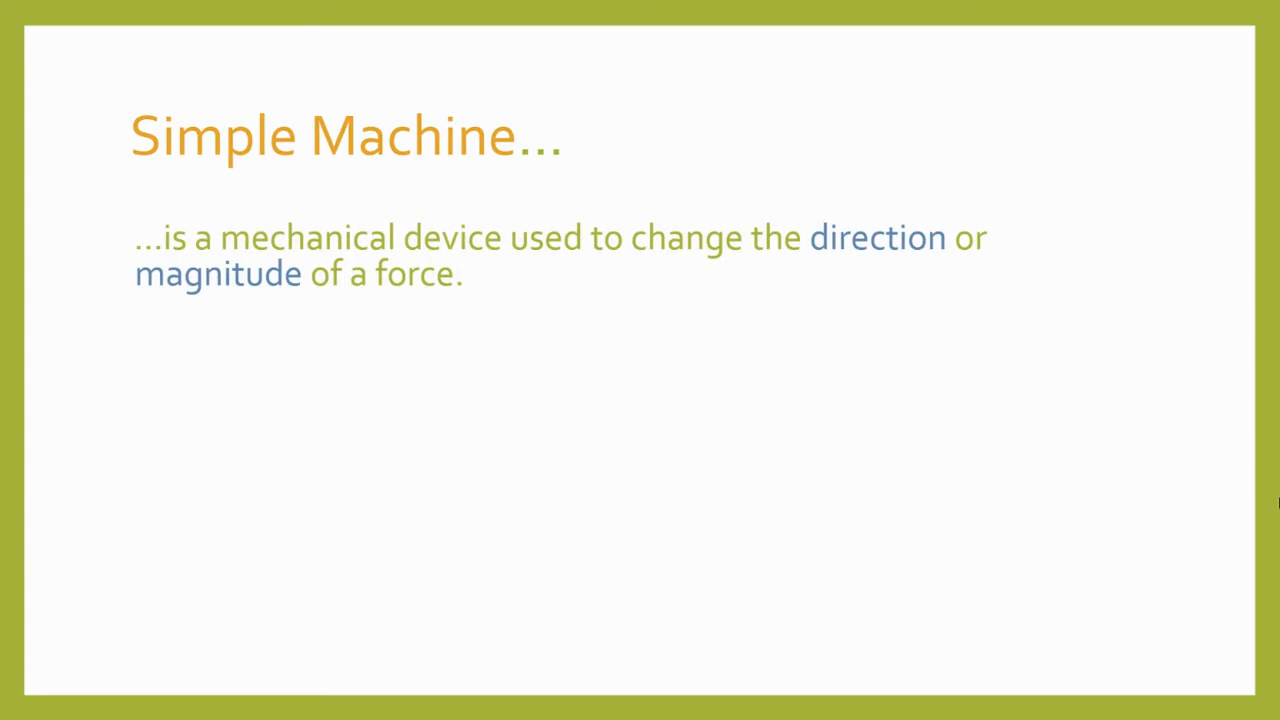 Simple Machine...
...is a mechanical device used to change the direction or
magnitude of a force.